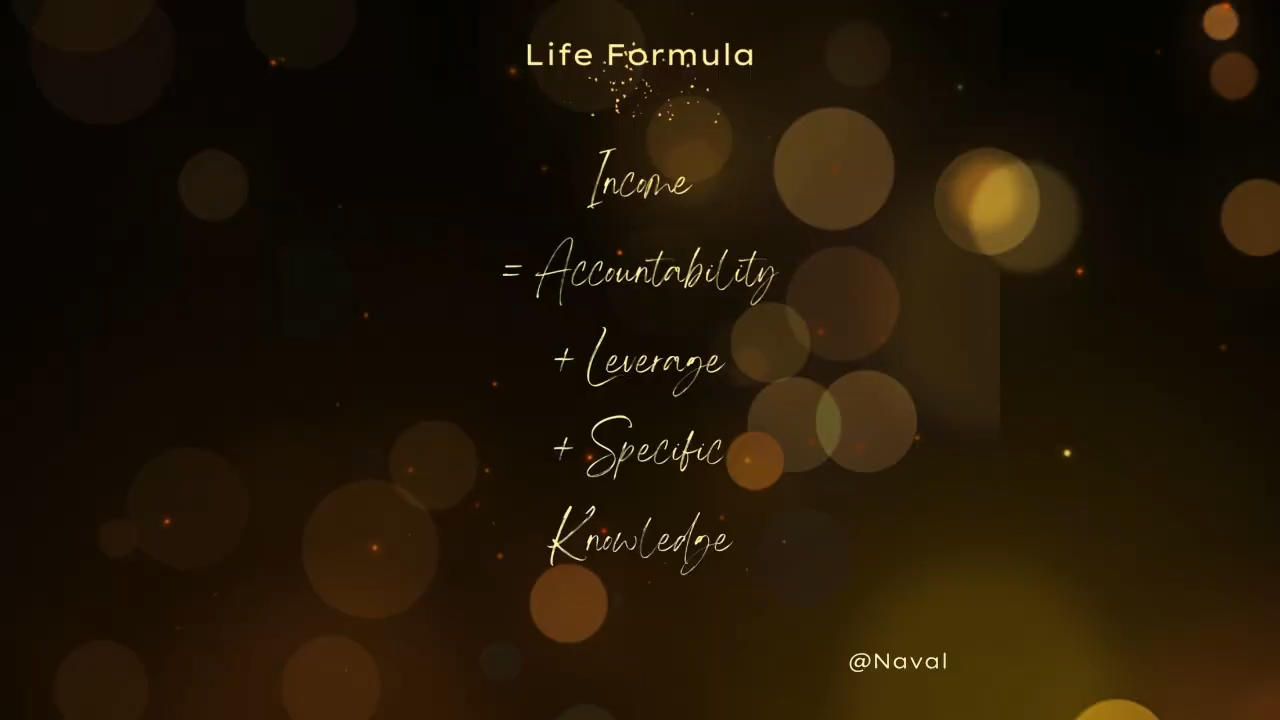 Life Formula
Income
= Accountability
+ Leverage
+ Specific
Knowledge
@Naval